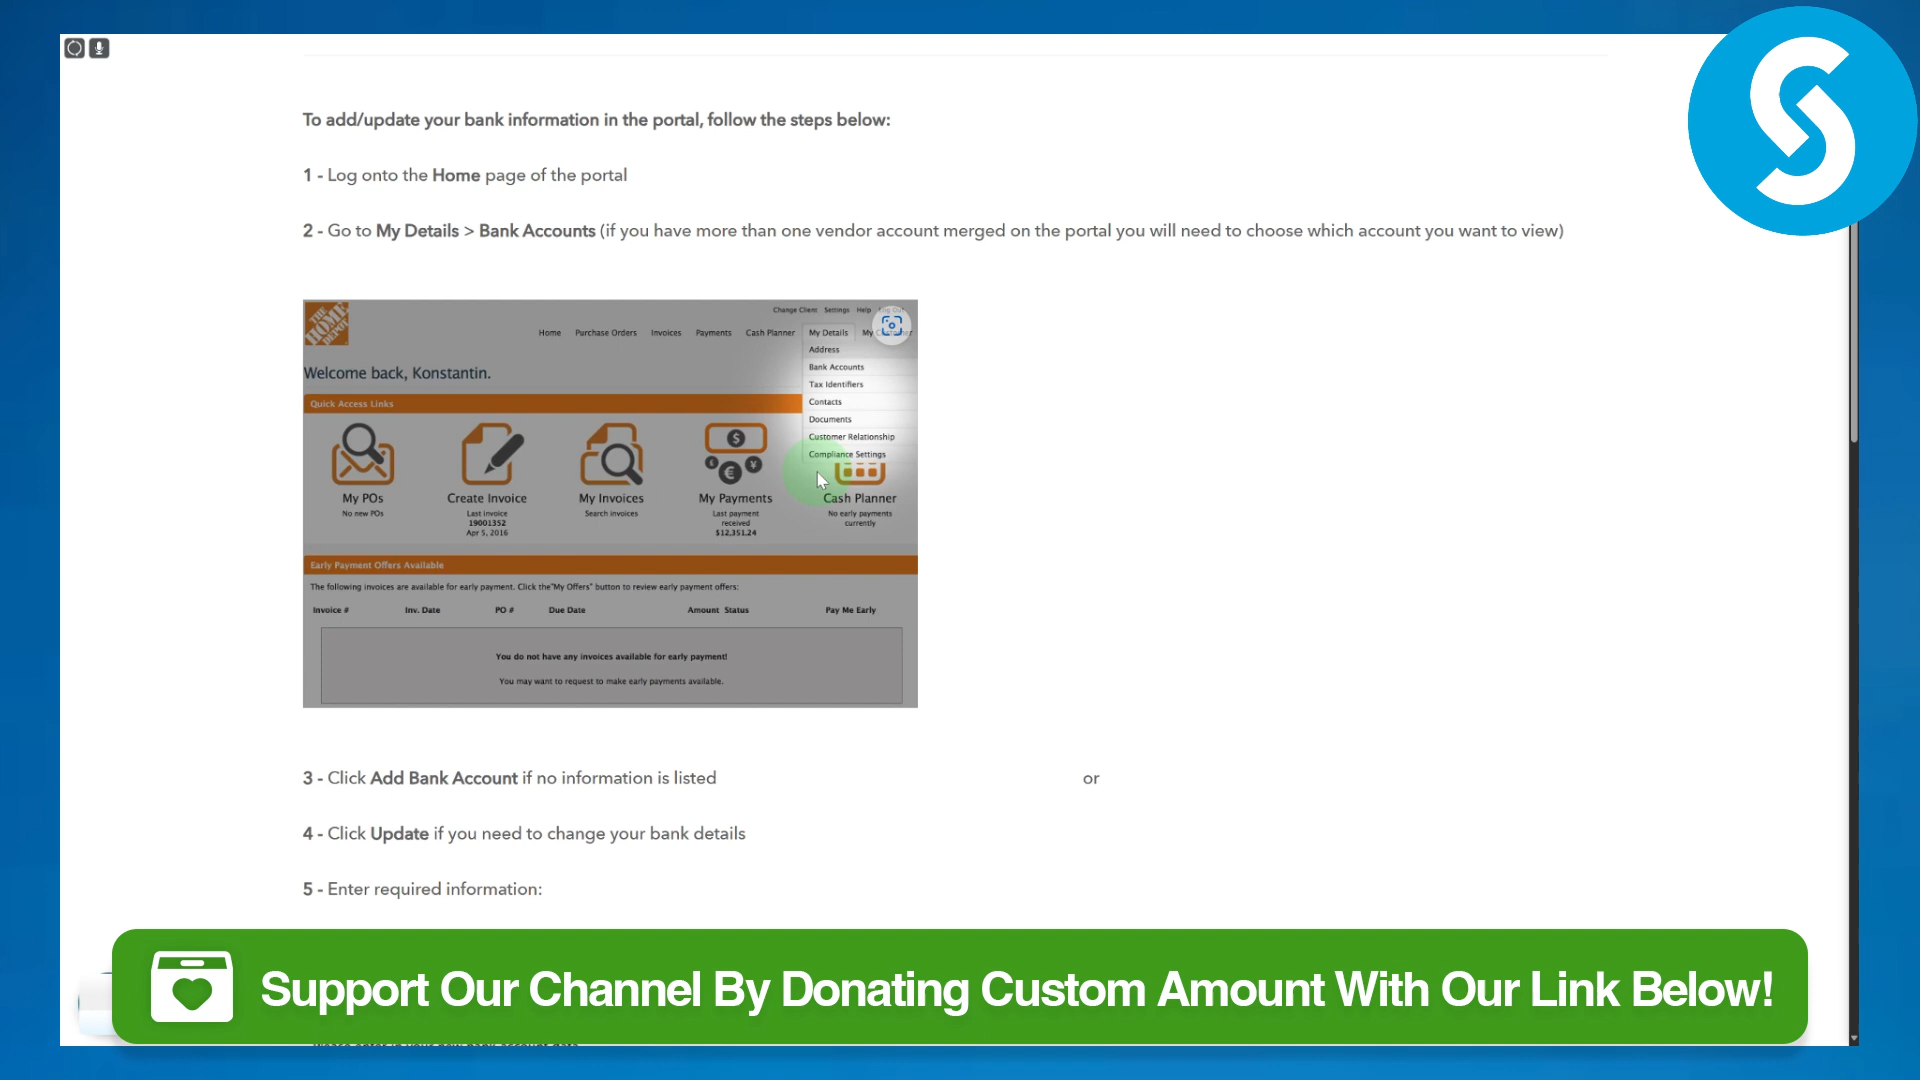 To add/update your bank information in the portal, follow the steps below:
1 - Log onto the Home page of the portal
2 - Go to My Details > Bank Accounts (if you have more than one vendor account merged on the portal you will need to choose which account you want to view)
THE HOME DEPOT
Change Client Settings Help Log Out
Home Purchase Orders Invoices Payments Cash Planner My Details My
Address
Bank Accounts
Tax Identifiers
Contacts
Documents
Customer Relationship
Compliance Settings
Welcome back, Konstantin.
Quick Access Links
My POs Create Invoice My Invoices My Payments Cash Planner
No new POs Last invoice Search invoices Last payment No early payments
19001352 received currently
Apr 5, 2016 $12,351.24
Early Payment Offers Available
The following invoices are available for early payment. Click the"My Offers" button to review early payment offers:
Invoice # Inv. Date PO # Due Date Amount Status Pay Me Early
You do not have any invoices available for early payment!
You may want to request to make early payments available.
3 - Click Add Bank Account if no information is listed or
4 - Click Update if you need to change your bank details
5 - Enter required information:
Support Our Channel By Donating Custom Amount With Our Link Below!